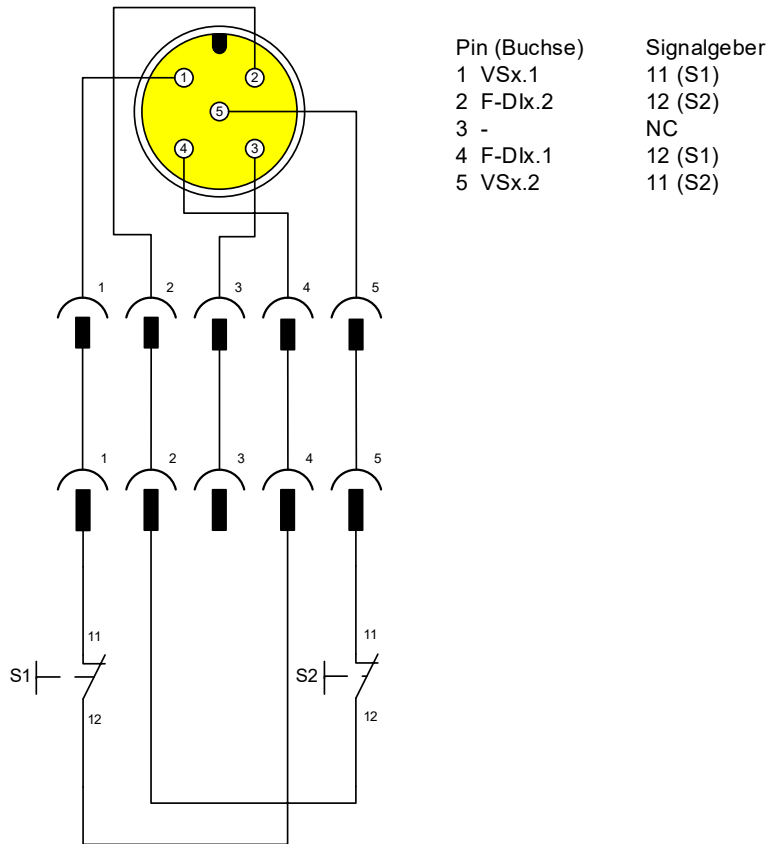 Pin (Buchse) Signalgeber
1 VSx.1 11 (S1)
2 F-DIx.2 12 (S2)
3 - NC
4 F-DIx.1 12 (S1)
5 VSx.2 11 (S2)
1 2
5
4 3
1 2 3 4 5
1 2 3 4 5
11 11
S1 S2
12 12